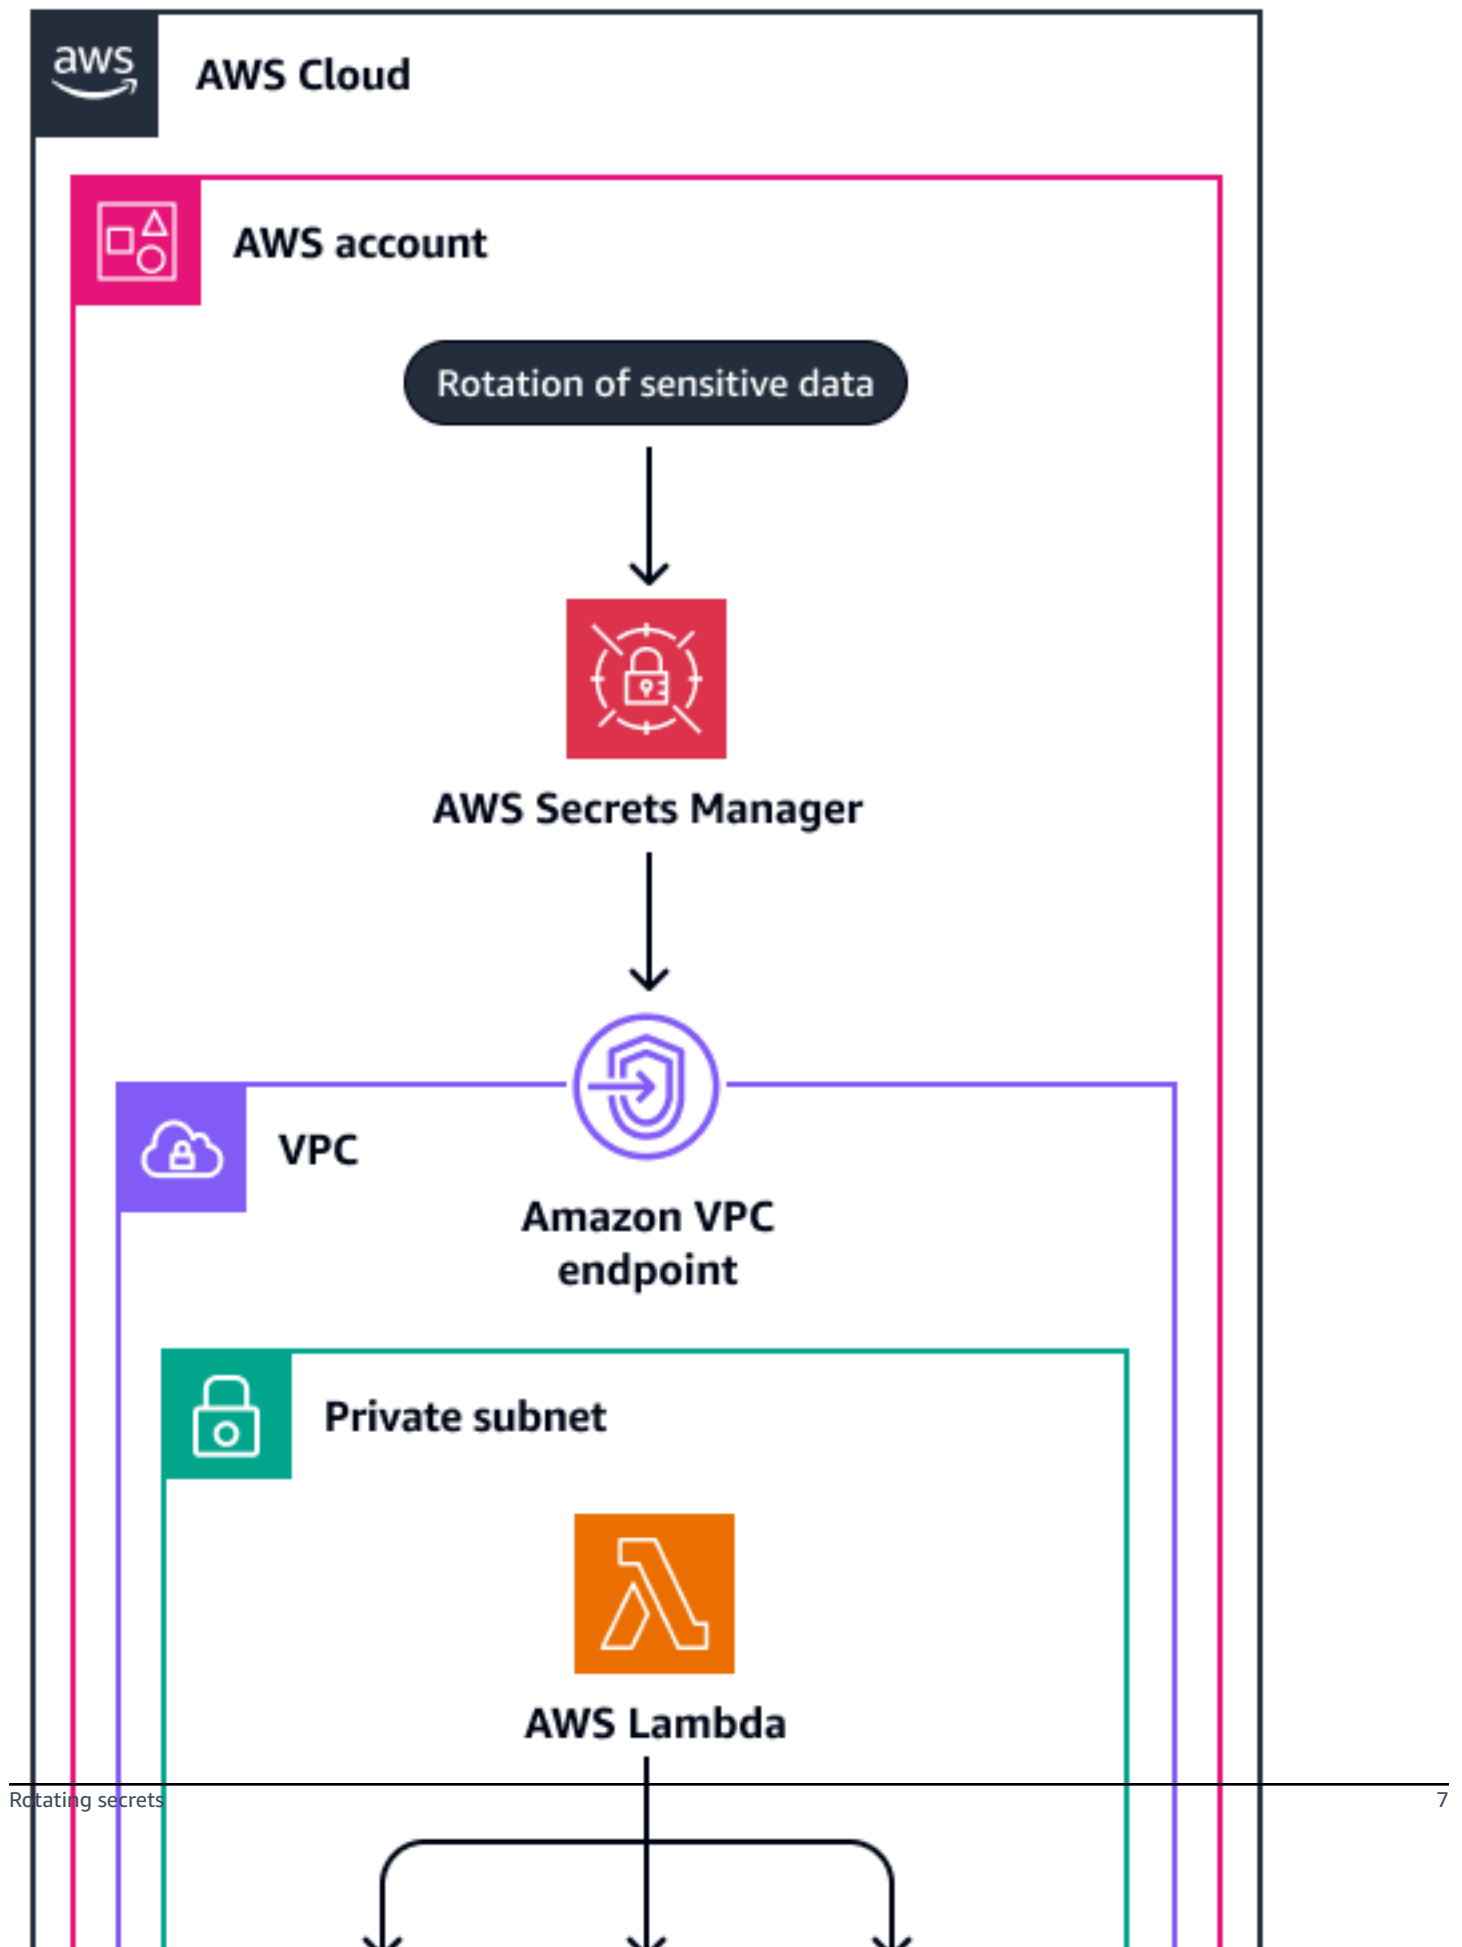 aws
AWS Cloud
AWS account
Rotation of sensitive data
AWS Secrets Manager
VPC
Amazon VPC
endpoint
Private subnet
AWS Lambda
Rotating secrets
7